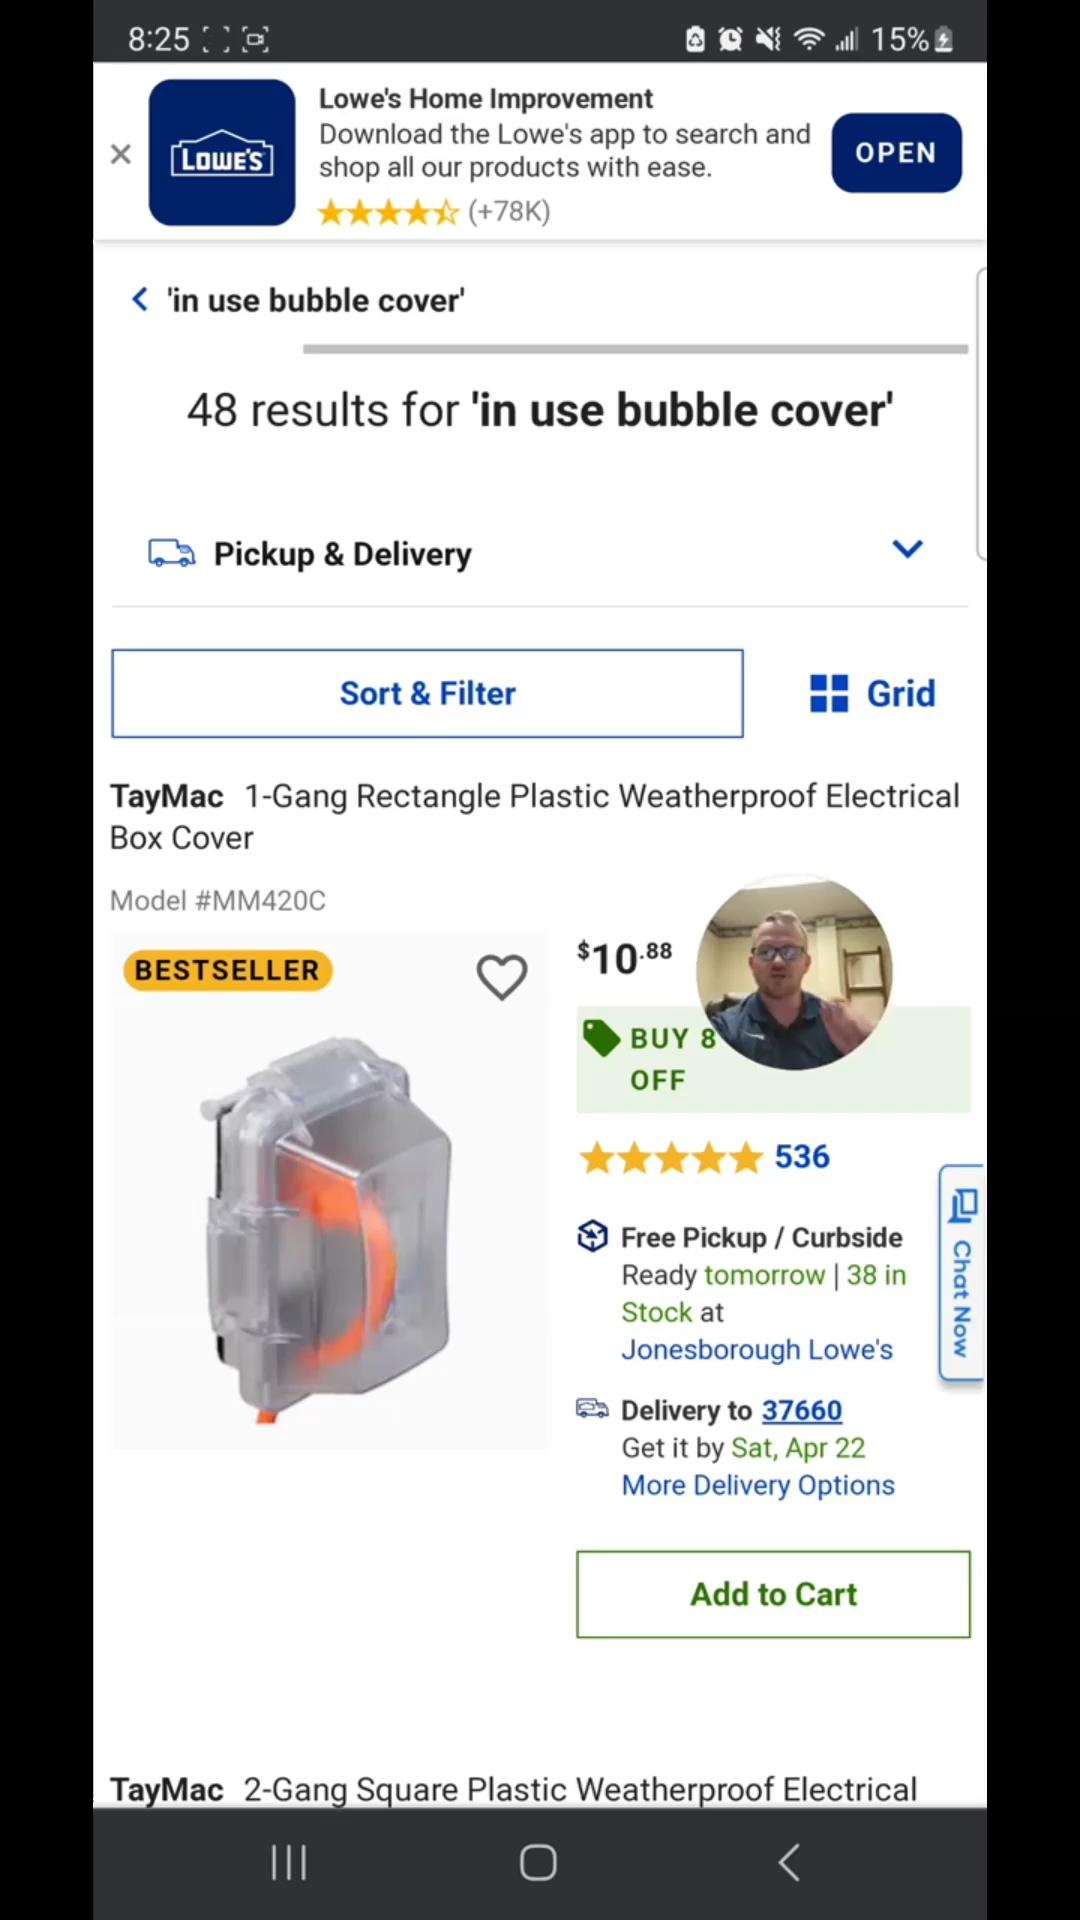 8:25
15%
Lowe's Home Improvement
Download the Lowe's app to search and
shop all our products with ease.
(+78K)
OPEN
LOWE'S
'in use bubble cover'
48 results for 'in use bubble cover'
Pickup & Delivery
Sort & Filter
Grid
TayMac 1-Gang Rectangle Plastic Weatherproof Electrical
Box Cover
Model #MM420C
BESTSELLER
$10.88
BUY 8
OFF
536
Free Pickup / Curbside
Ready tomorrow | 38 in
Stock at
Jonesborough Lowe's
Chat Now
Delivery to 37660
Get it by Sat, Apr 22
More Delivery Options
Add to Cart
TayMac 2-Gang Square Plastic Weatherproof Electrical